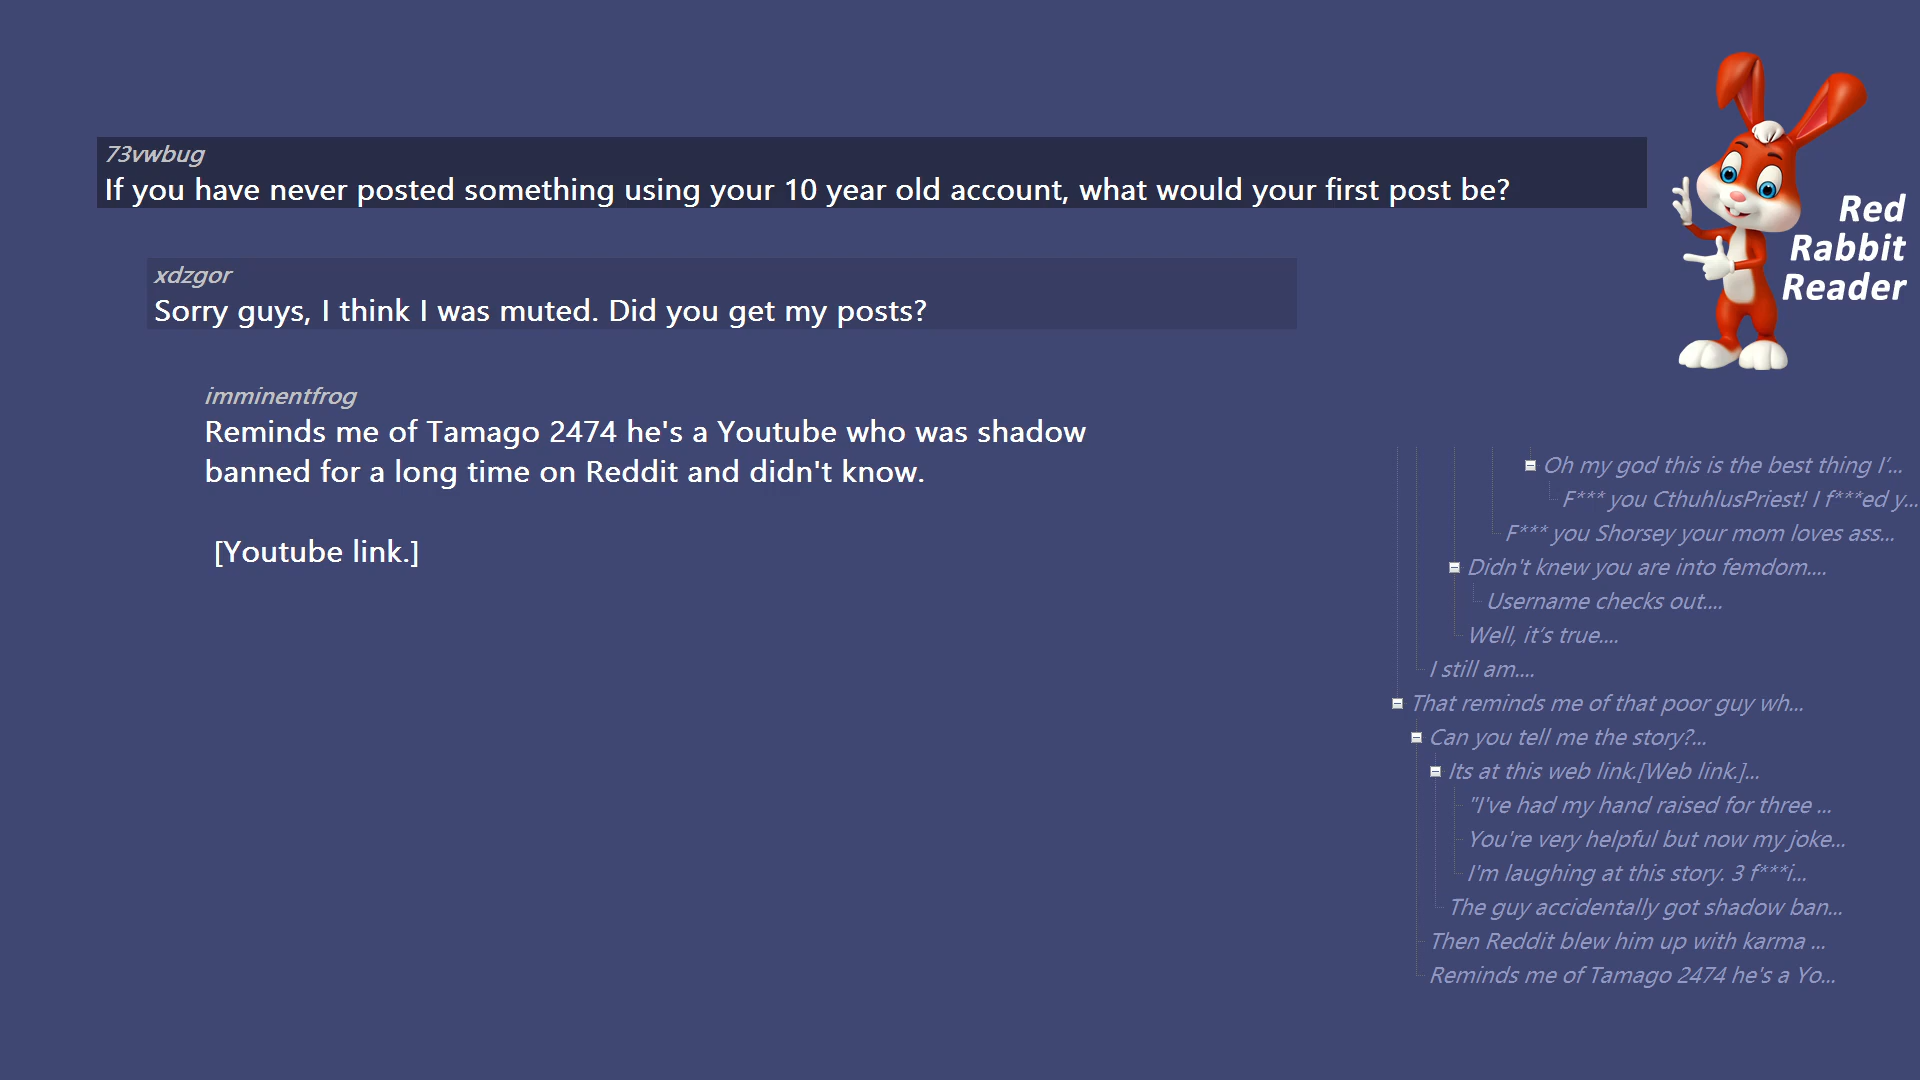 73vwbug
If you have never posted something using your 10 year old account, what would your first post be?
xdzgor
Sorry guys, I think I was muted. Did you get my posts?
imminentfrog
Reminds me of Tamago 2474 he's a Youtube who was shadow
banned for a long time on Reddit and didn't know.
[Youtube link.]
Red
Rabbit
Reader
Oh my god this is the best thing I’...
F*** you CthuhlusPriest! I f***ed y...
F*** you Shorsey your mom loves ass...
Didn't knew you are into femdom....
Username checks out....
Well, it’s true....
I still am....
That reminds me of that poor guy wh...
Can you tell me the story?...
Its at this web link.[Web link.]...
"I've had my hand raised for three ...
You're very helpful but now my joke...
I'm laughing at this story. 3 f***i...
The guy accidentally got shadow ban...
Then Reddit blew him up with karma ...
Reminds me of Tamago 2474 he's a Yo...